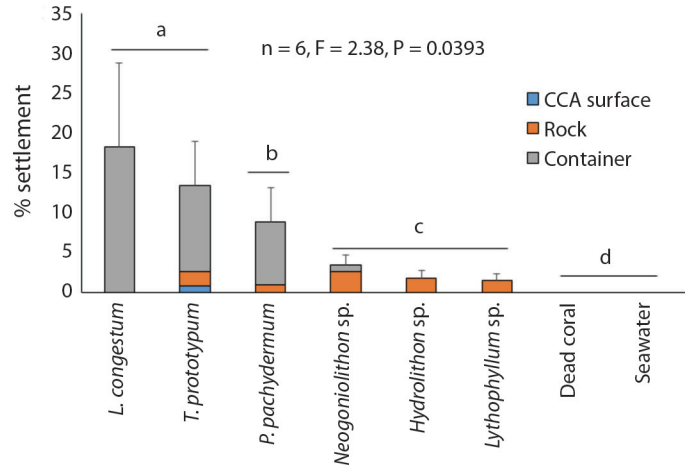 35
30
25
20
15
10
5
0
% settlement
n = 6, F = 2.38, P = 0.0393
CCA surface
Rock
Container
a
b
c
d
L. congestum
T. prototypum
P. pachydermum
Neogoniolithon sp.
Hydrolithon sp.
Lythophyllum sp.
Dead coral
Seawater